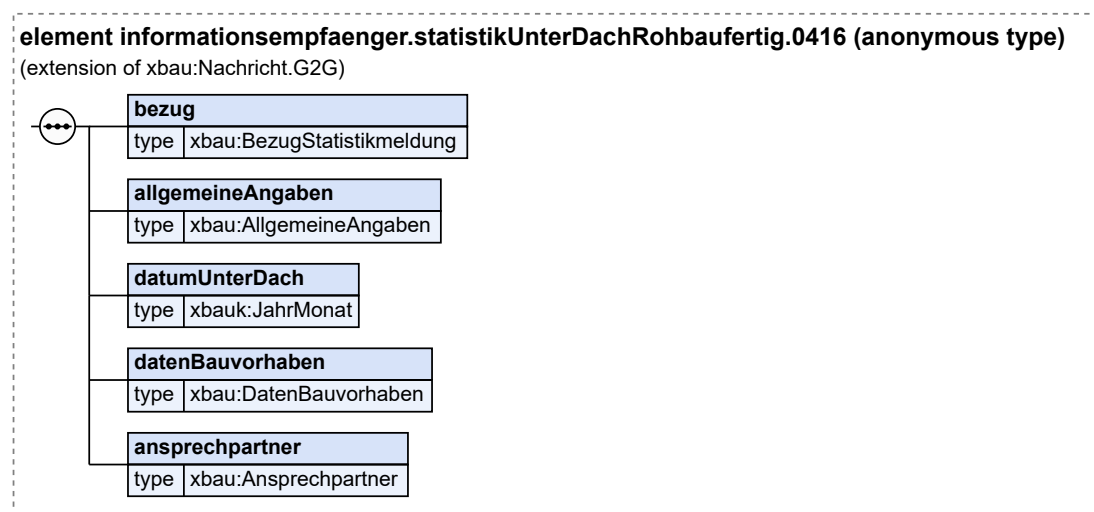 element informationsempfaenger.statistikUnterDachRohbaufertig.0416 (anonymous type)
(extension of xbau:Nachricht.G2G)
bezug
type xbau:BezugStatistikmeldung
allgemeineAngaben
type xbau:AllgemeineAngaben
datumUnterDach
type xbauk:JahrMonat
datenBauvorhaben
type xbau:DatenBauvorhaben
ansprechpartner
type xbau:Ansprechpartner